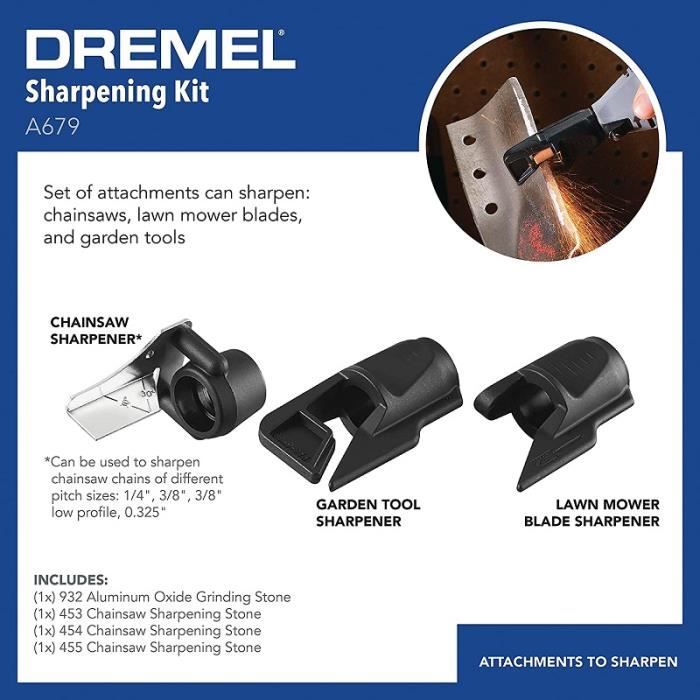 DREMEL®
Sharpening Kit
A679
Set of attachments can sharpen:
chainsaws, lawn mower blades,
and garden tools
CHAINSAW
SHARPENER*
*Can be used to sharpen
chainsaw chains of different
pitch sizes: 1/4", 3/8", 3/8"
low profile, 0.325"
GARDEN TOOL
SHARPENER
LAWN MOWER
BLADE SHARPENER
INCLUDES:
(1x) 932 Aluminum Oxide Grinding Stone
(1x) 453 Chainsaw Sharpening Stone
(1x) 454 Chainsaw Sharpening Stone
(1x) 455 Chainsaw Sharpening Stone
ATTACHMENTS TO SHARPEN